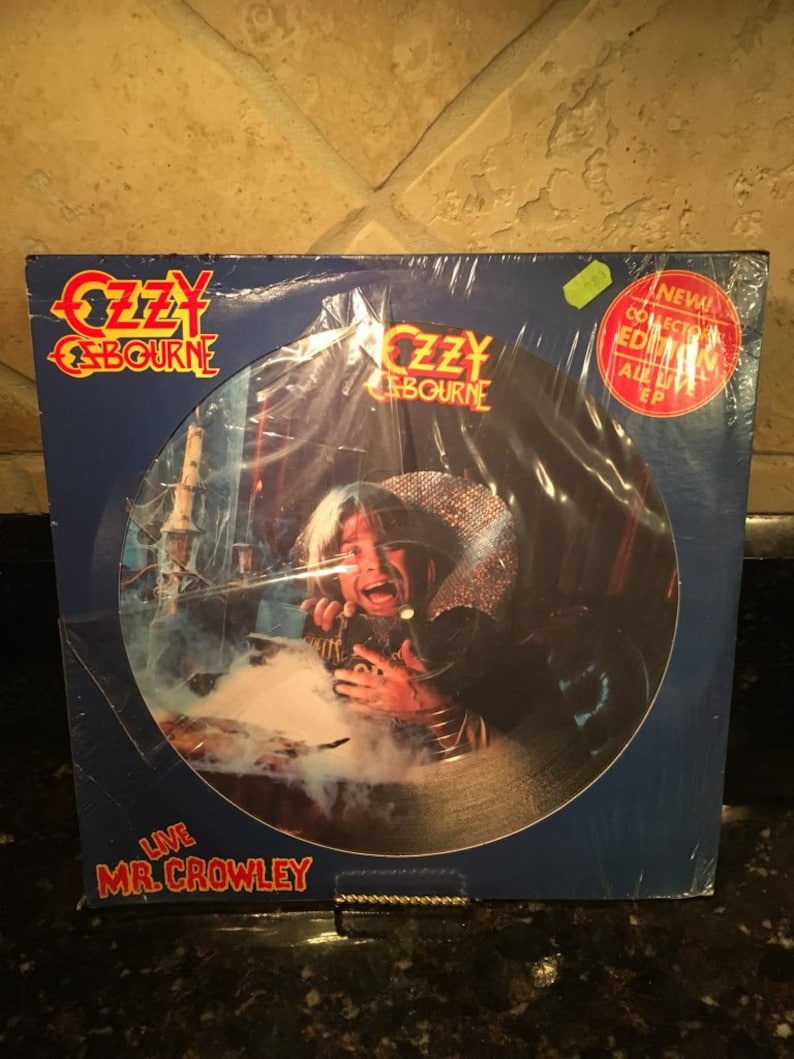 OZZY
OSBOURNE
OZZY
OSBOURNE
NEW!
COLLECTOR'S
EDITION
ALL LIVE
EP
LIVE
MR. CROWLEY